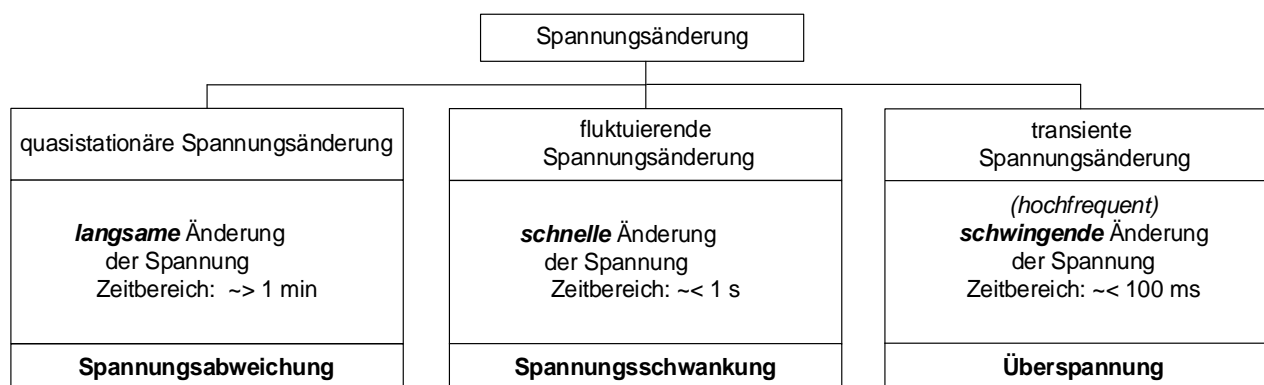 Spannungsänderung
quasistationäre Spannungsänderung
langsame Änderung
der Spannung
Zeitbereich: ~> 1 min
Spannungsabweichung
fluktuierende
Spannungsänderung
schnelle Änderung
der Spannung
Zeitbereich: ~< 1 s
Spannungsschwankung
transiente
Spannungsänderung
(hochfrequent)
schwingende Änderung
der Spannung
Zeitbereich: ~< 100 ms
Überspannung